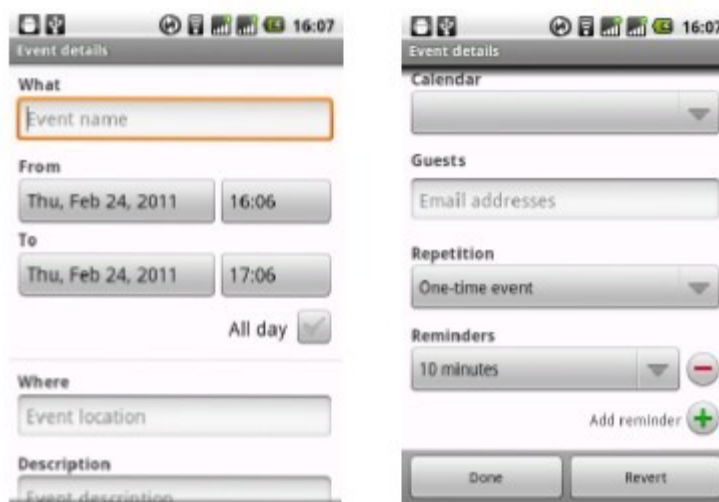 16:07
Event details
What
Event name
From
Thu, Feb 24, 2011 16:06
To
Thu, Feb 24, 2011 17:06
All day
Where
Event location
Description
Event description
16:07
Event details
Calendar
Guests
Email addresses
Repetition
One-time event
Reminders
10 minutes
Add reminder
Done Revert